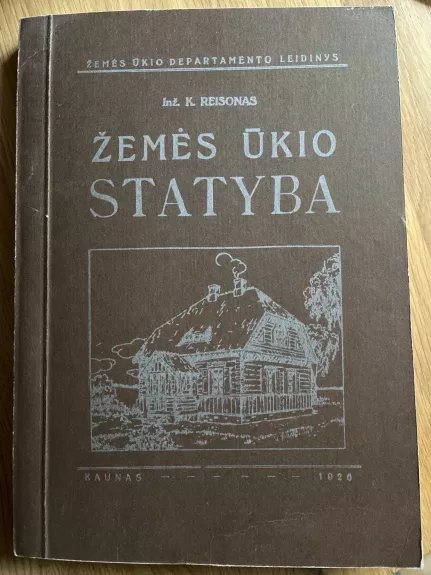 ŽEMĖS ŪKIO DEPARTAMENTO LEIDINYS
Inž. K. REISONAS
ŽEMĖS ŪKIO
STATYBA
KAUNAS — — — — — — 1926